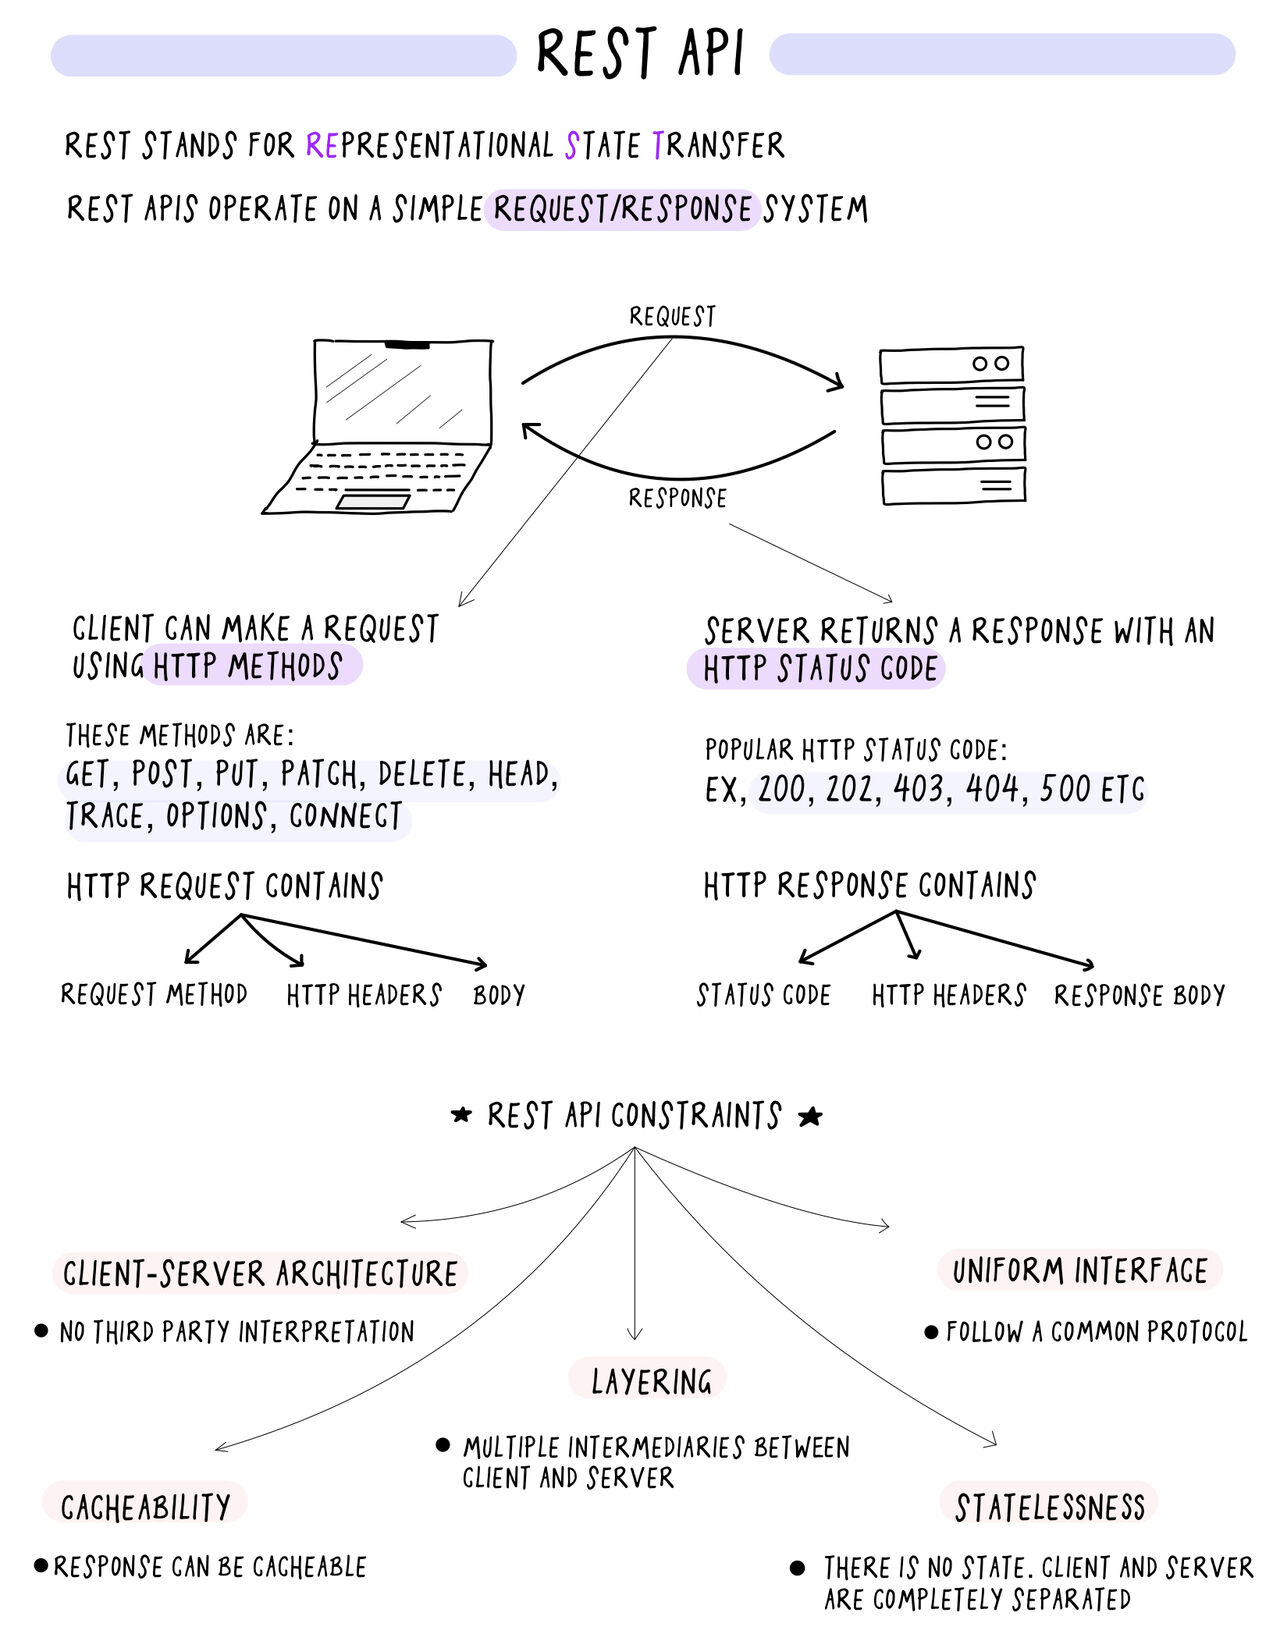 REST API
REST STANDS FOR REPRESENTATIONAL STATE TRANSFER
REST APIS OPERATE ON A SIMPLE REQUEST/RESPONSE SYSTEM
REQUEST
RESPONSE
CLIENT CAN MAKE A REQUEST
USING HTTP METHODS
THESE METHODS ARE:
GET, POST, PUT, PATCH, DELETE, HEAD,
TRACE, OPTIONS, CONNECT
HTTP REQUEST CONTAINS
REQUEST METHOD
HTTP HEADERS
BODY
SERVER RETURNS A RESPONSE WITH AN
HTTP STATUS CODE
POPULAR HTTP STATUS CODE:
EX, 200, 202, 403, 404, 500 ETC
HTTP RESPONSE CONTAINS
STATUS CODE
HTTP HEADERS
RESPONSE BODY
★ REST API CONSTRAINTS ★
CLIENT-SERVER ARCHITECTURE
● NO THIRD PARTY INTERPRETATION
UNIFORM INTERFACE
● FOLLOW A COMMON PROTOCOL
LAYERING
● MULTIPLE INTERMEDIARIES BETWEEN
CLIENT AND SERVER
CACHEABILITY
● RESPONSE CAN BE CACHEABLE
STATELESSNESS
● THERE IS NO STATE. CLIENT AND SERVER
ARE COMPLETELY SEPARATED